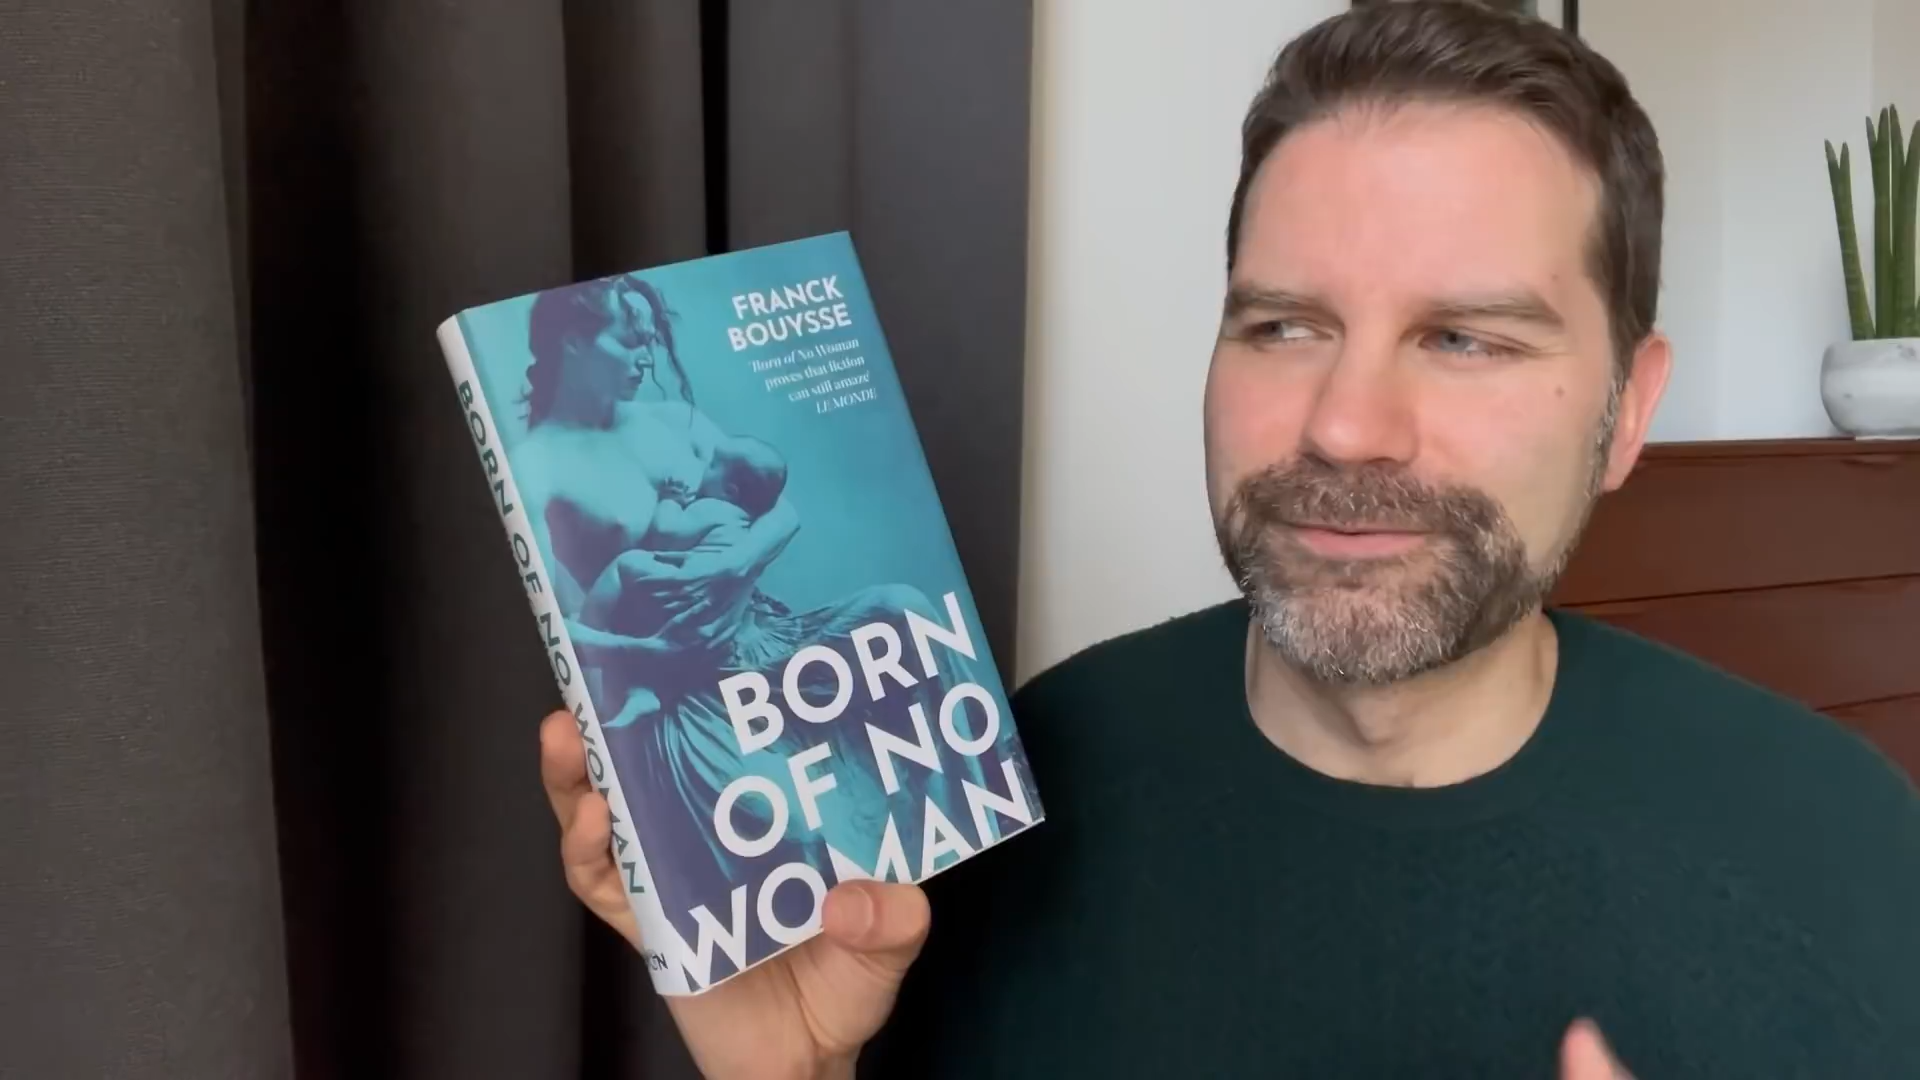 FRANCK
BOUYSSE
'Born of No Woman
proves that fiction
can still amaze'
LE MONDE
BORN
OF NO
WOMAN
BORN OF NO WOMAN